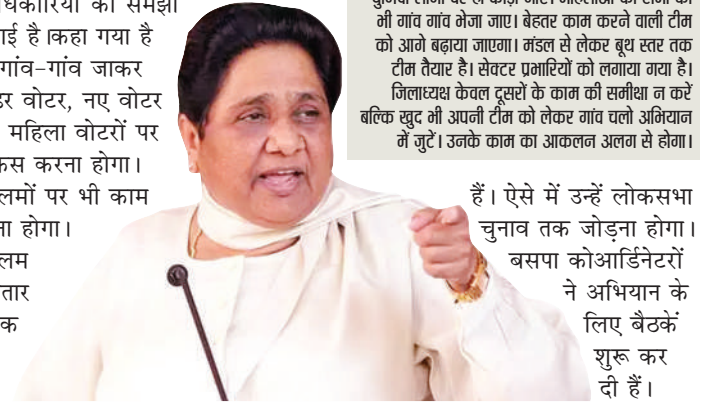 धिकारियों को समझा
ाई है।कहा गया है
गांव-गांव जाकर
डर वोटर, नए वोटर
महिला वोटरों पर
कस करना होगा।
लमों पर भी काम
ना होगा।
लम
तार
क
भी गांव गांव भेजा जाए। बेहतर काम करने वाली टीम
को आगे बढ़ाया जाएगा। मंडल से लेकर बूथ स्तर तक
टीम तैयार है। सेक्टर प्रभारियों को लगाया गया है।
जिलाध्यक्ष केवल दूसरों के काम की समीक्षा न करें
बल्कि खुद भी अपनी टीम को लेकर गांव चलो अभियान
में जुटें। उनके काम का आकलन अलग से होगा।
हैं। ऐसे में उन्हें लोकसभा
चुनाव तक जोड़ना होगा।
बसपा कोआर्डिनेटरों
ने अभियान के
लिए बैठकें
शुरू कर
दी हैं।